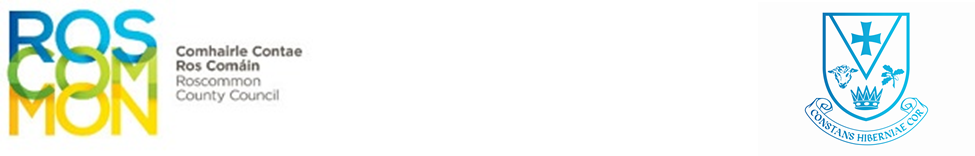 ROS
COM
MON
Comhairle Contae
Ros Comáin
Roscommon
County Council
CONSTANS HIBERNIAE COR